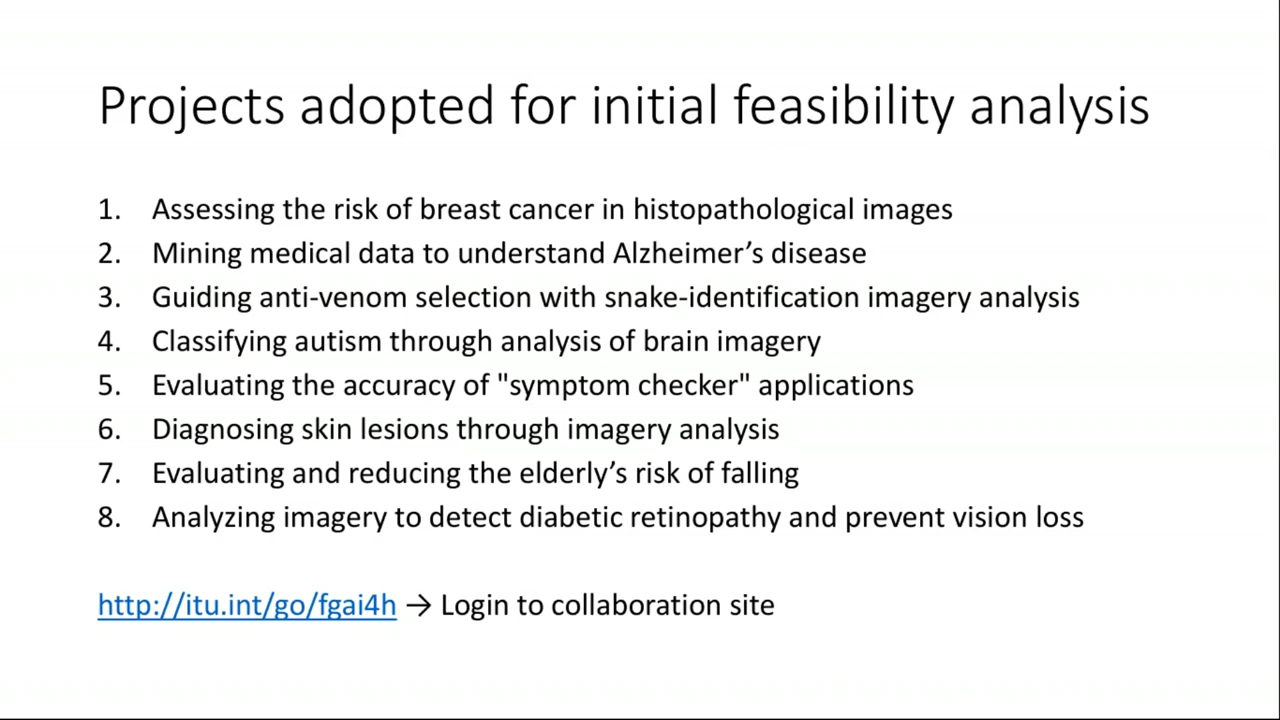 Projects adopted for initial feasibility analysis
1. Assessing the risk of breast cancer in histopathological images
2. Mining medical data to understand Alzheimer’s disease
3. Guiding anti-venom selection with snake-identification imagery analysis
4. Classifying autism through analysis of brain imagery
5. Evaluating the accuracy of "symptom checker" applications
6. Diagnosing skin lesions through imagery analysis
7. Evaluating and reducing the elderly’s risk of falling
8. Analyzing imagery to detect diabetic retinopathy and prevent vision loss
http://itu.int/go/fgai4h → Login to collaboration site